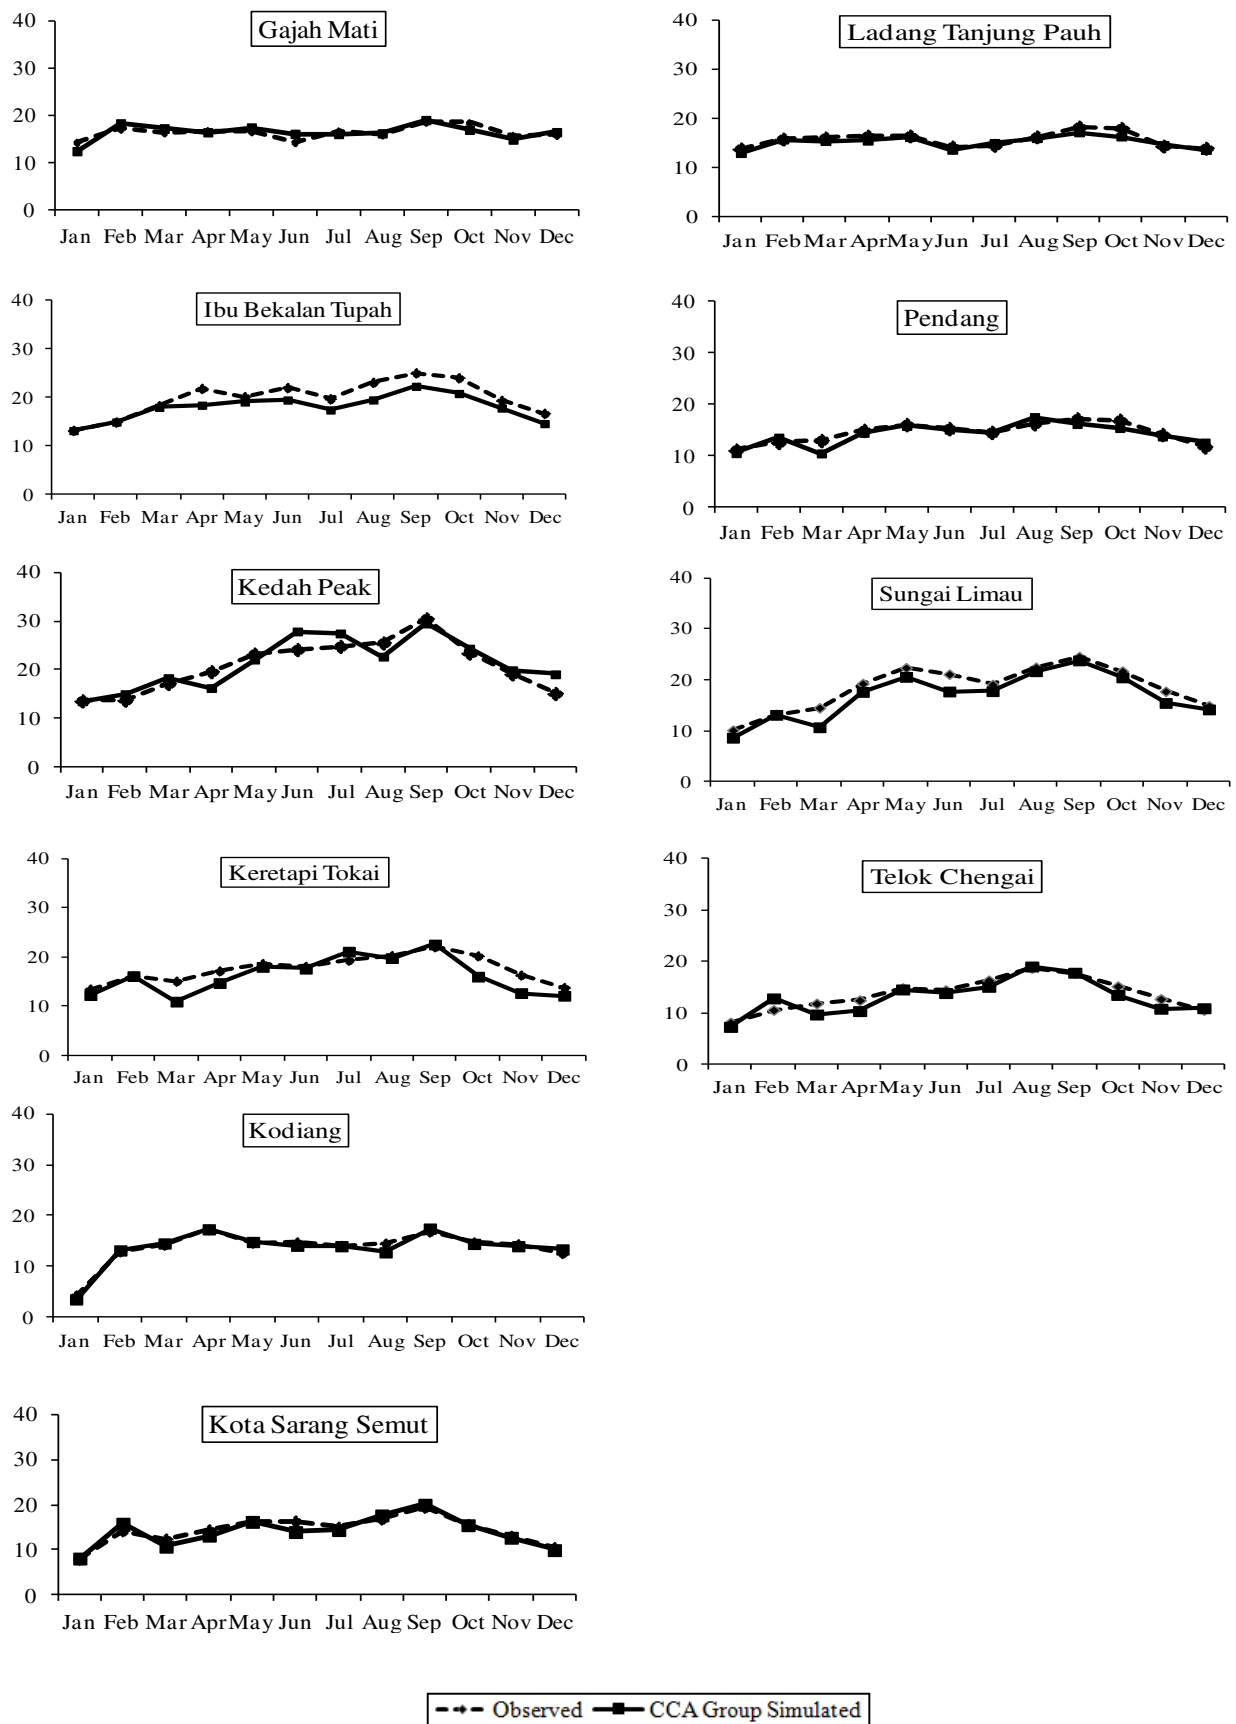 Gajah Mati
40
30
20
10
0
Jan Feb Mar Apr May Jun Jul Aug Sep Oct Nov Dec
Ladang Tanjung Pauh
40
30
20
10
0
Jan Feb Mar Apr May Jun Jul Aug Sep Oct Nov Dec
Ibu Bekalan Tupah
40
30
20
10
0
Jan Feb Mar Apr May Jun Jul Aug Sep Oct Nov Dec
Pendang
40
30
20
10
0
Jan Feb Mar Apr May Jun Jul Aug Sep Oct Nov Dec
Kedah Peak
40
30
20
10
0
Jan Feb Mar Apr May Jun Jul Aug Sep Oct Nov Dec
Sungai Limau
40
30
20
10
0
Jan Feb Mar Apr May Jun Jul Aug Sep Oct Nov Dec
Keretapi Tokai
40
30
20
10
0
Jan Feb Mar Apr May Jun Jul Aug Sep Oct Nov Dec
Telok Chengai
40
30
20
10
0
Jan Feb Mar Apr May Jun Jul Aug Sep Oct Nov Dec
Kodiang
40
30
20
10
0
Jan Feb Mar Apr May Jun Jul Aug Sep Oct Nov Dec
Kota Sarang Semut
40
30
20
10
0
Jan Feb Mar Apr May Jun Jul Aug Sep Oct Nov Dec
Observed CCA Group Simulated